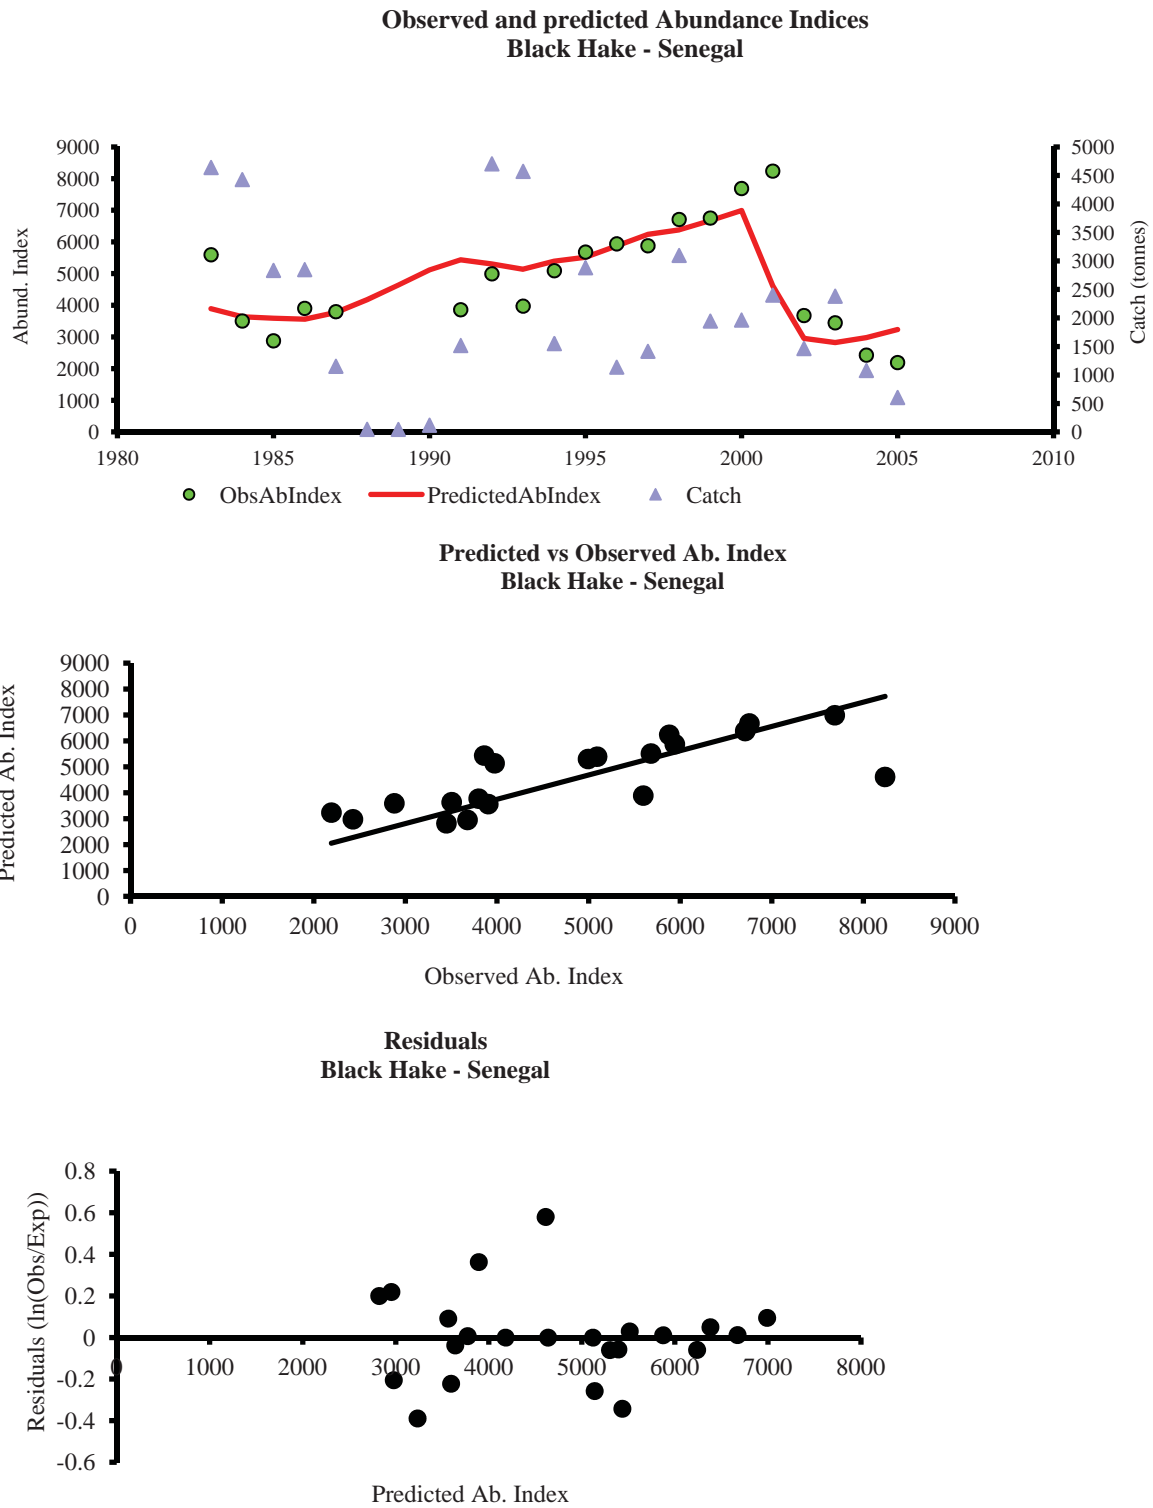 Observed and predicted Abundance Indices
Black Hake - Senegal
9000
8000
7000
6000
5000
4000
3000
2000
1000
0
Abund. Index
5000
4500
4000
3500
3000
2500
2000
1500
1000
500
0
Catch (tonnes)
1980 1985 1990 1995 2000 2005 2010
ObsAbIndex PredictedAbIndex Catch
Predicted vs Observed Ab. Index
Black Hake - Senegal
9000
8000
7000
6000
5000
4000
3000
2000
1000
0
Predicted Ab. Index
0 1000 2000 3000 4000 5000 6000 7000 8000 9000
Observed Ab. Index
Residuals
Black Hake - Senegal
0.8
0.6
0.4
0.2
0
-0.2
-0.4
-0.6
Residuals (ln(Obs/Exp))
0 1000 2000 3000 4000 5000 6000 7000 8000
Predicted Ab. Index